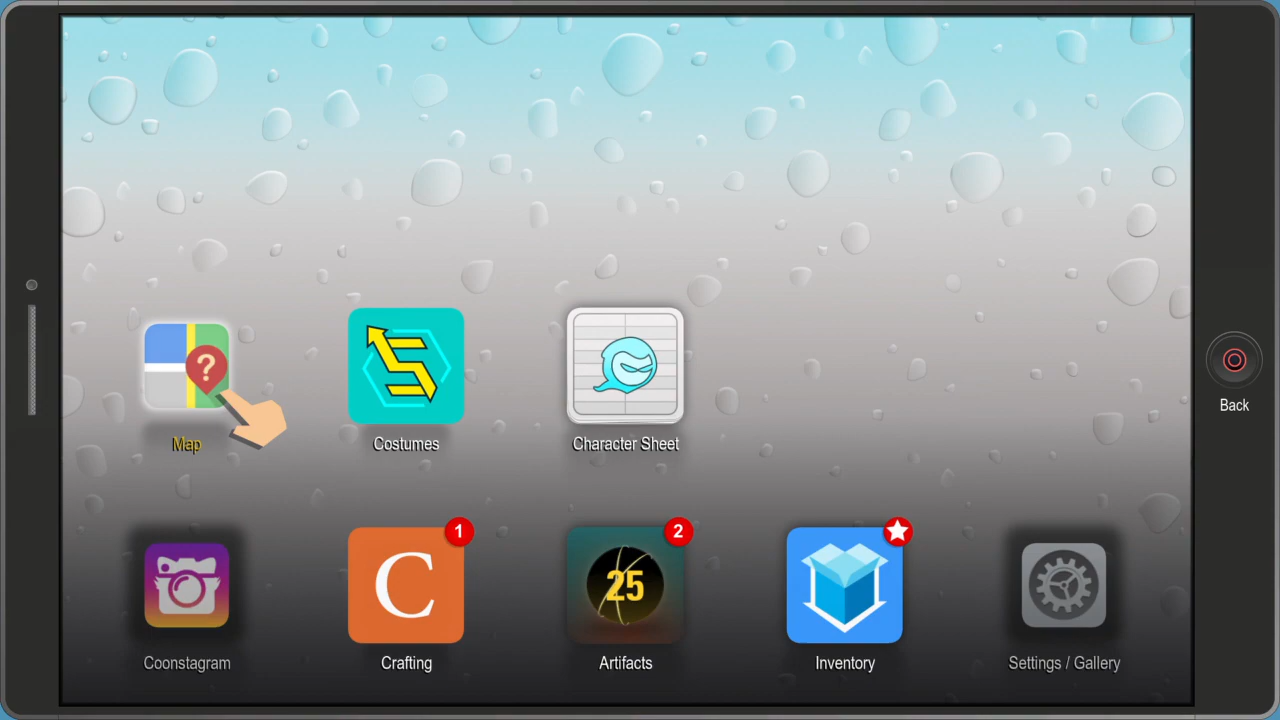 ?
Map
Costumes
Character Sheet
Back
1
2
C
25
Coonstagram
Crafting
Artifacts
Inventory
Settings / Gallery